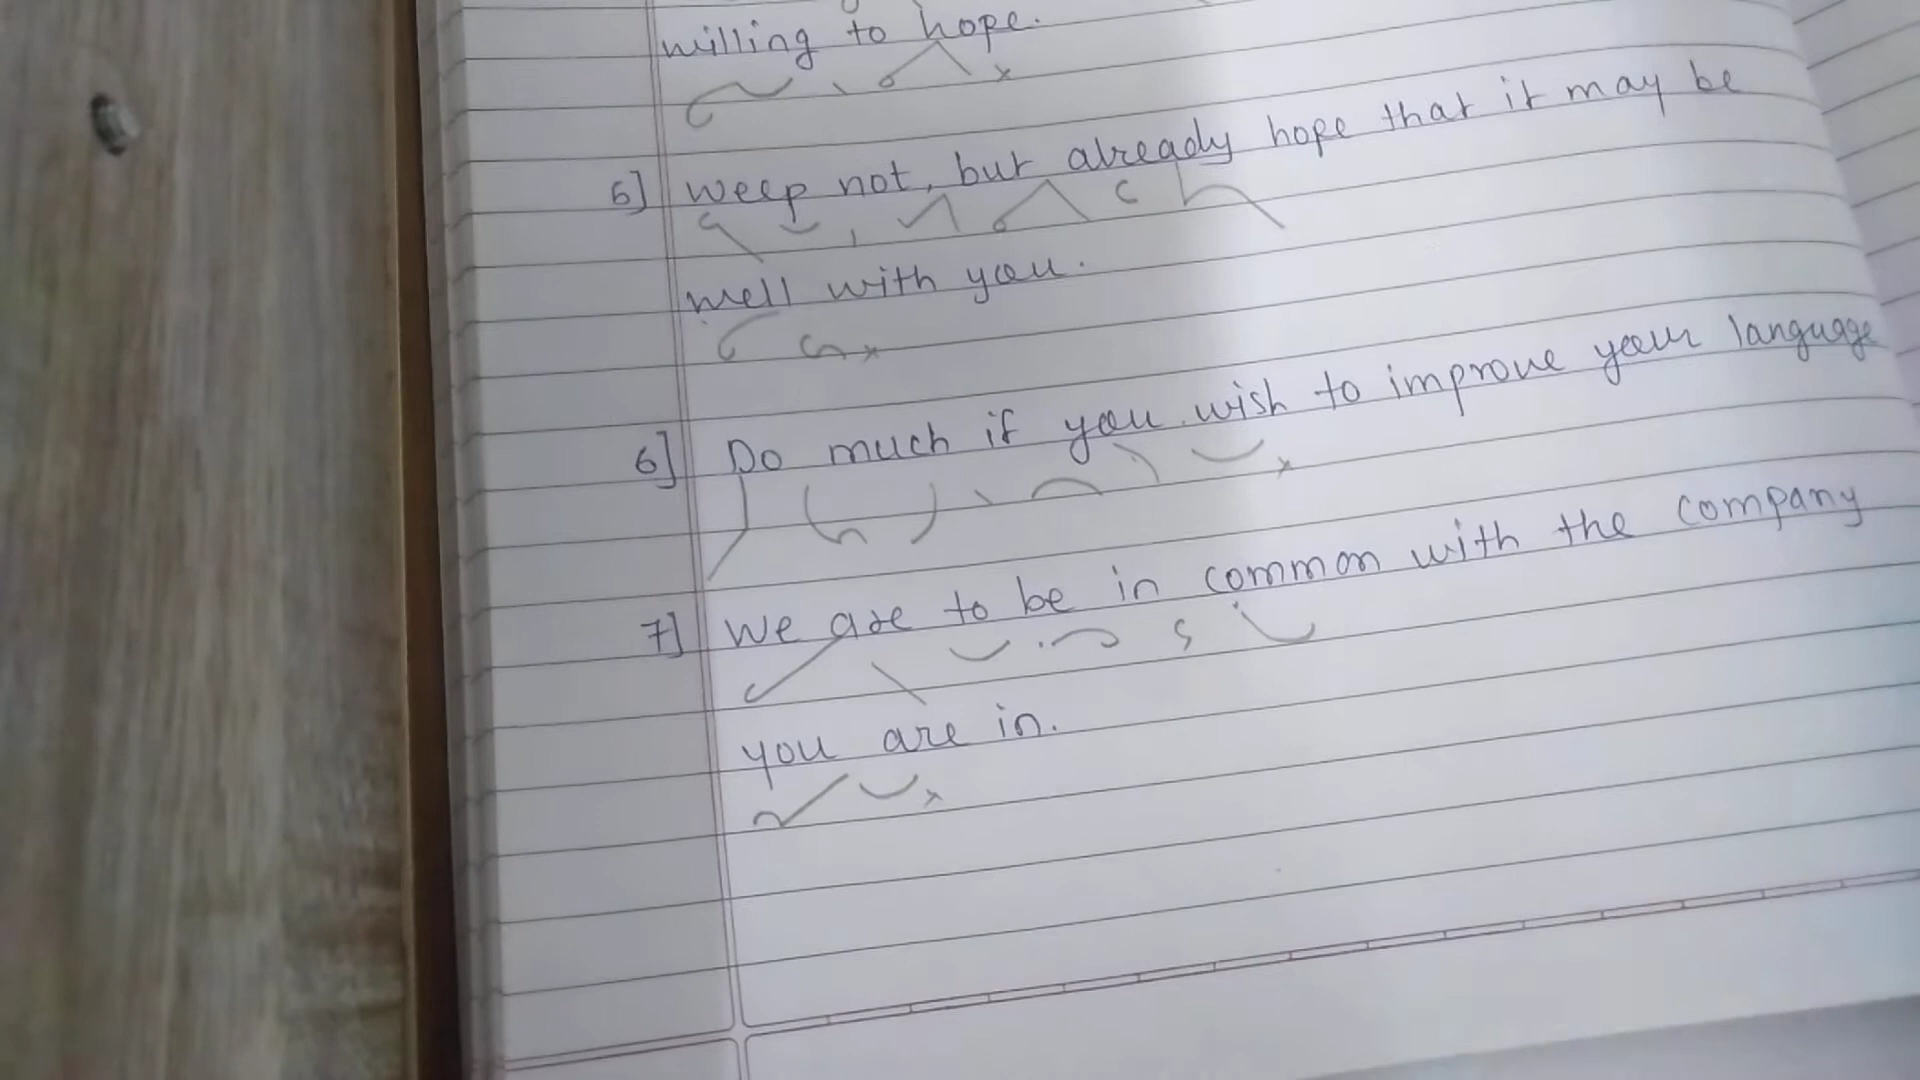 willing to hope.
5] weep not, but already hope that it may be
well with you.
6] Do much if you wish to improve your language
7] We are to be in common with the company
you are in.